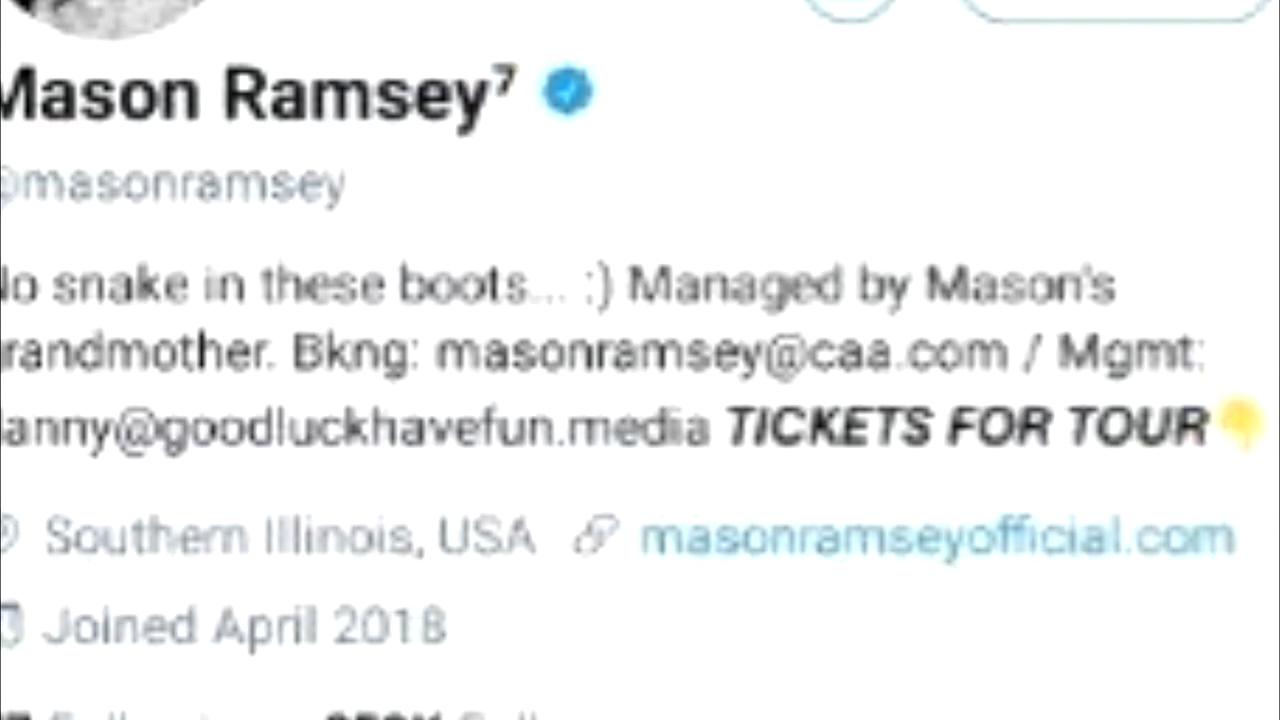 Mason Ramsey⁷
@masonramsey
No snake in these boots... :) Managed by Mason's
grandmother. Bkng: masonramsey@caa.com / Mgmt:
anny@goodluckhavefun.media TICKETS FOR TOUR👇
Southern Illinois, USA masonramseyofficial.com
Joined April 2018